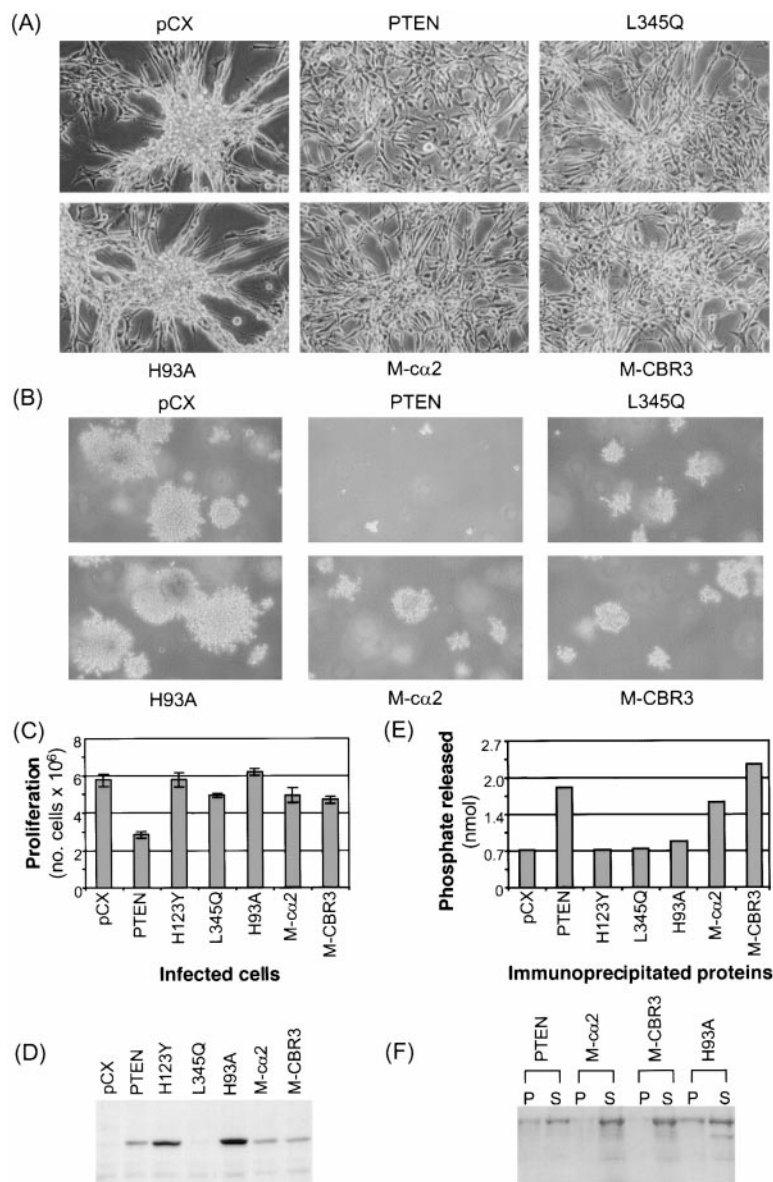 (A)
pCX PTEN L345Q
H93A M-cα2 M-CBR3
(B)
pCX PTEN L345Q
H93A M-cα2 M-CBR3
(C)
Proliferation
(no. cells x 10⁶)
8
6
4
2
0
pCX PTEN H123Y L345Q H93A M-cα2 M-CBR3
Infected cells
(E)
Phosphate released
(nmol)
2.7
2.0
1.4
0.7
0
pCX PTEN H123Y L345Q H93A M-cα2 M-CBR3
Immunoprecipitated proteins
(D)
pCX PTEN H123Y L345Q H93A M-cα2 M-CBR3
(F)
PTEN M-cα2 M-CBR3 H93A
P S P S P S P S